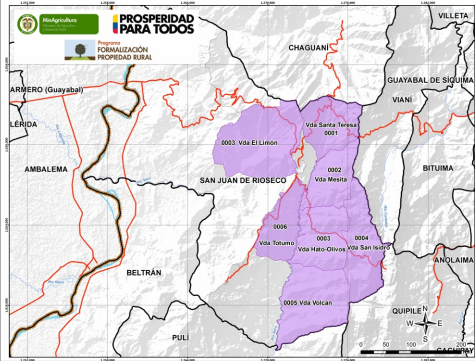 MinAgricultura
PROSPERIDAD
PARA TODOS
Programa
FORMALIZACIÓN
PROPIEDAD RURAL
VILLETA
CHAGUANÍ
GUAYABAL DE SÍQUIMA
ARMERO (Guayabal)
VIANÍ
LÉRIDA
Vda Santa Teresa
0001
0003 Vda El Limón
AMBALEMA
0002
Vda Mesita
BITUIMA
SAN JUAN DE RIOSECO
0006
Vda Totumo
0003
Vda Hato-Olivos
0004
Vda San Isidro
ANOLAIMA
BELTRÁN
0005 Vda Volcan
QUIPILE
N
W
E
S
PULÍ
50
100
200
CACHIPAY